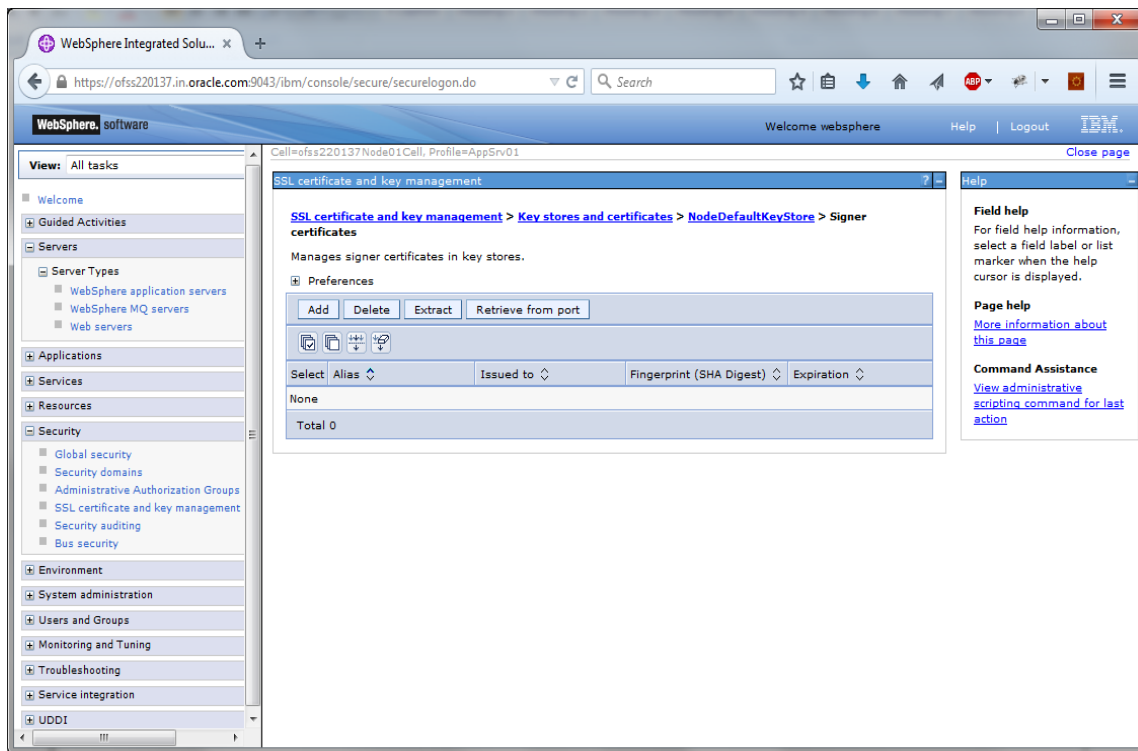 WebSphere Integrated Solu... ×
https://ofss220137.in.oracle.com:9043/ibm/console/secure/securelogon.do
Search
ABP
WebSphere. software
Welcome websphere
Help | Logout
IBM.
View: All tasks
Welcome
Guided Activities
Servers
Server Types
WebSphere application servers
WebSphere MQ servers
Web servers
Applications
Services
Resources
Security
Global security
Security domains
Administrative Authorization Groups
SSL certificate and key management
Security auditing
Bus security
Environment
System administration
Users and Groups
Monitoring and Tuning
Troubleshooting
Service integration
UDDI
Cell=ofss220137Node01Cell, Profile=AppSrv01
Close page
SSL certificate and key management
SSL certificate and key management > Key stores and certificates > NodeDefaultKeyStore > Signer
certificates
Manages signer certificates in key stores.
Preferences
Add Delete Extract Retrieve from port
Select Alias Issued to Fingerprint (SHA Digest) Expiration
None
Total 0
Help
Field help
For field help information,
select a field label or list
marker when the help
cursor is displayed.
Page help
More information about
this page
Command Assistance
View administrative
scripting command for last
action